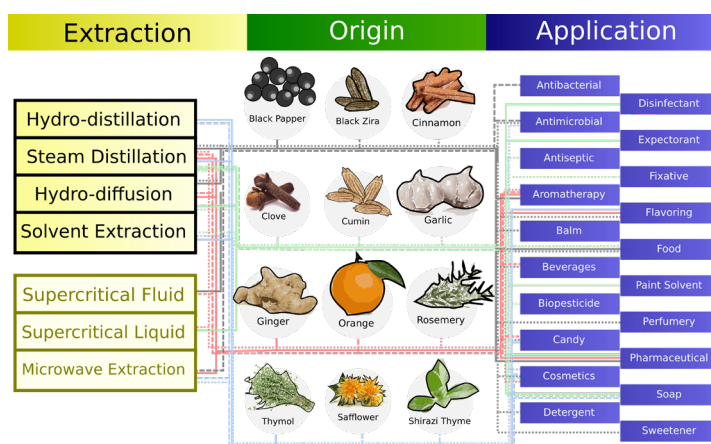 Extraction
Origin
Application
Hydro-distillation
Steam Distillation
Hydro-diffusion
Solvent Extraction
Supercritical Fluid
Supercritical Liquid
Microwave Extraction
Black Papper
Black Zira
Cinnamon
Clove
Cumin
Garlic
Ginger
Orange
Rosemery
Thymol
Safflower
Shirazi Thyme
Antibacterial
Disinfectant
Antimicrobial
Expectorant
Antiseptic
Fixative
Aromatherapy
Flavoring
Balm
Food
Beverages
Paint Solvent
Biopesticide
Perfumery
Candy
Pharmaceutical
Cosmetics
Soap
Detergent
Sweetener